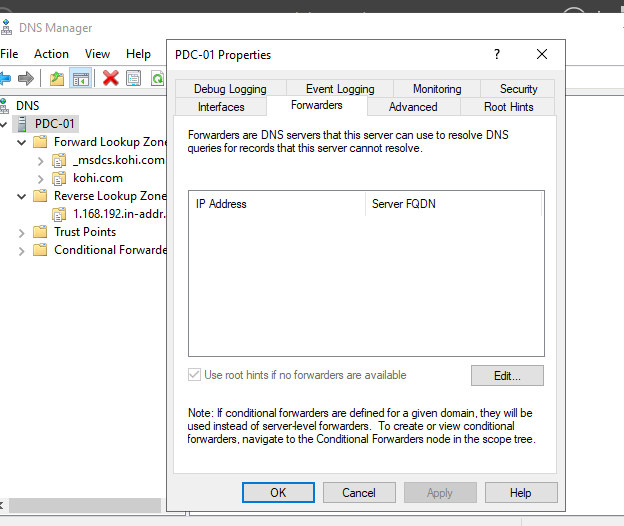 DNS Manager
File Action View Help
DNS
PDC-01
Forward Lookup Zone
_msdcs.kohi.com
kohi.com
Reverse Lookup Zone
1.168.192.in-addr.
Trust Points
Conditional Forwarde
PDC-01 Properties
?
Debug Logging Event Logging Monitoring Security
Interfaces Forwarders Advanced Root Hints
Forwarders are DNS servers that this server can use to resolve DNS
queries for records that this server cannot resolve.
IP Address Server FQDN
Use root hints if no forwarders are available
Edit...
Note: If conditional forwarders are defined for a given domain, they will be
used instead of server-level forwarders. To create or view conditional
forwarders, navigate to the Conditional Forwarders node in the scope tree.
OK Cancel Apply Help